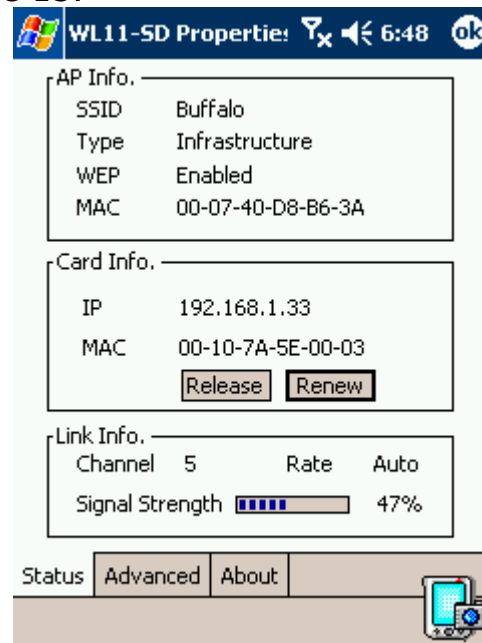 WL11-SD Properties 6:48 ok
AP Info.
SSID Buffalo
Type Infrastructure
WEP Enabled
MAC 00-07-40-D8-B6-3A
Card Info.
IP 192.168.1.33
MAC 00-10-7A-5E-00-03
Release Renew
Link Info.
Channel 5 Rate Auto
Signal Strength 47%
Status Advanced About